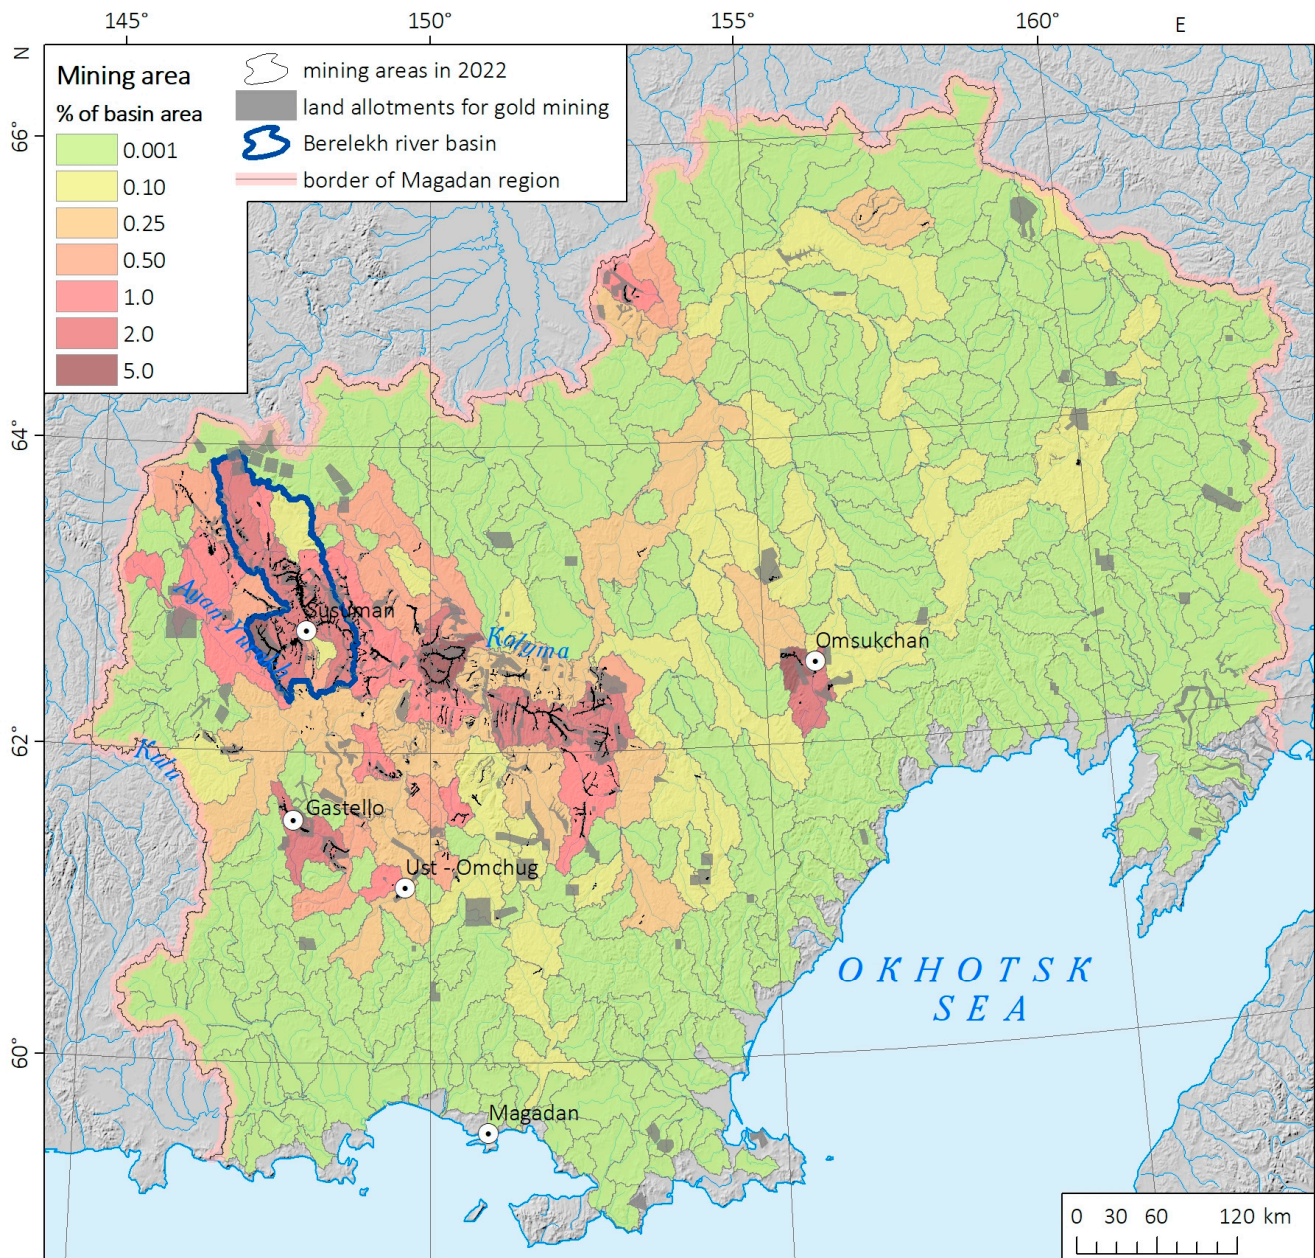 145° 150° 155° 160° E
N
66°
64°
62°
60°
Mining area
% of basin area
0.001
0.10
0.25
0.50
1.0
2.0
5.0
mining areas in 2022
land allotments for gold mining
Berelekh river basin
border of Magadan region
Susuman
Kolyma
Omsukchan
Gastello
Ust - Omchug
OKHOTSK
SEA
Magadan
0 30 60 120 km